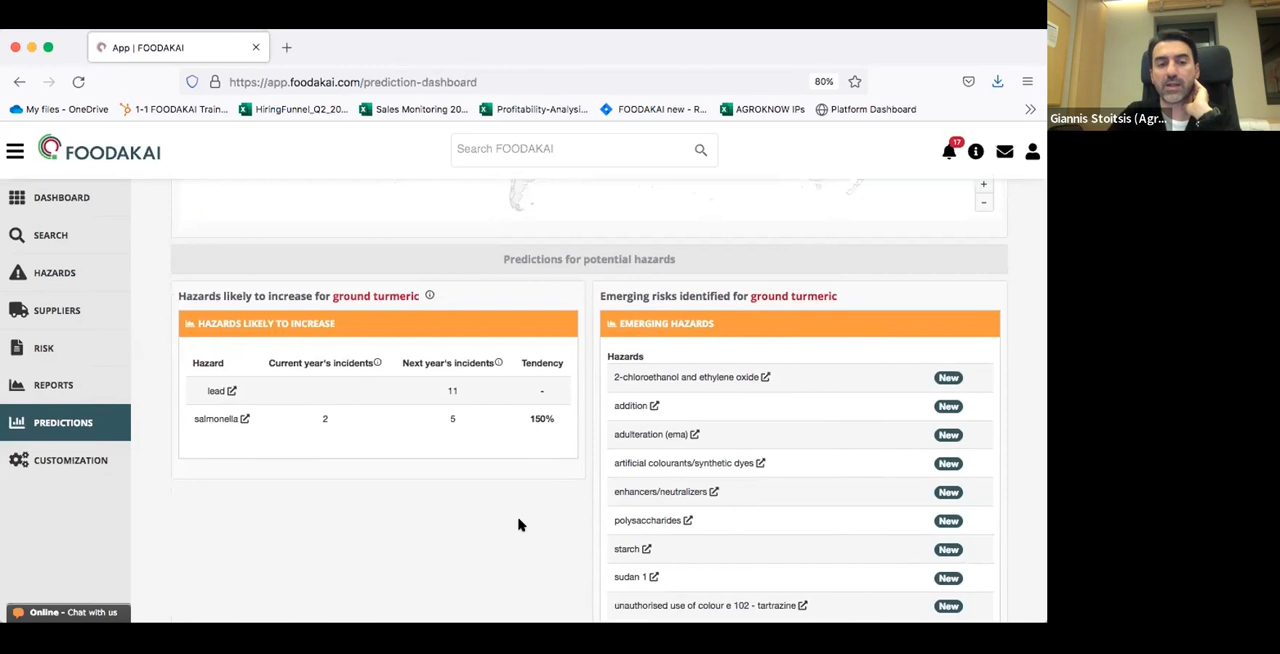 App | FOODAKAI
https://app.foodakai.com/prediction-dashboard
80%
My files - OneDrive
1-1 FOODAKAI Train...
HiringFunnel_Q2_20...
Sales Monitoring 20...
Profitability-Analysi...
FOODAKAI new - R...
AGROKNOW IPs
Platform Dashboard
Giannis Stoitsis (Agr...
FOODAKAI
Search FOODAKAI
17
DASHBOARD
SEARCH
HAZARDS
SUPPLIERS
RISK
REPORTS
PREDICTIONS
CUSTOMIZATION
Online - Chat with us
+
-
Predictions for potential hazards
Hazards likely to increase for ground turmeric
HAZARDS LIKELY TO INCREASE
Hazard Current year's incidents Next year's incidents Tendency
lead 11 -
salmonella 2 5 150%
Emerging risks identified for ground turmeric
EMERGING HAZARDS
Hazards
2-chloroethanol and ethylene oxide New
addition New
adulteration (ema) New
artificial colourants/synthetic dyes New
enhancers/neutralizers New
polysaccharides New
starch New
sudan 1 New
unauthorised use of colour e 102 - tartrazine New